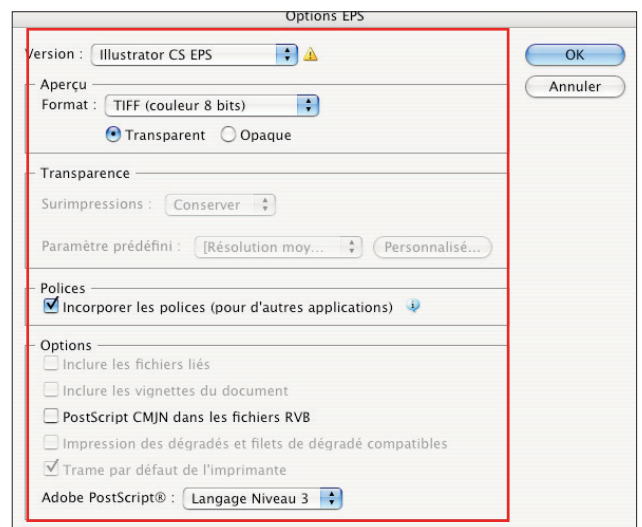 Options EPS
Version : Illustrator CS EPS
OK
Aperçu
Annuler
Format : TIFF (couleur 8 bits)
Transparent Opaque
Transparence
Surimpressions : Conserver
Paramètre prédéfini : [Résolution moy... Personnalisé...
Polices
Incorporer les polices (pour d'autres applications)
Options
Inclure les fichiers liés
Inclure les vignettes du document
PostScript CMJN dans les fichiers RVB
Impression des dégradés et filets de dégradé compatibles
Trame par défaut de l'imprimante
Adobe PostScript® : Langage Niveau 3